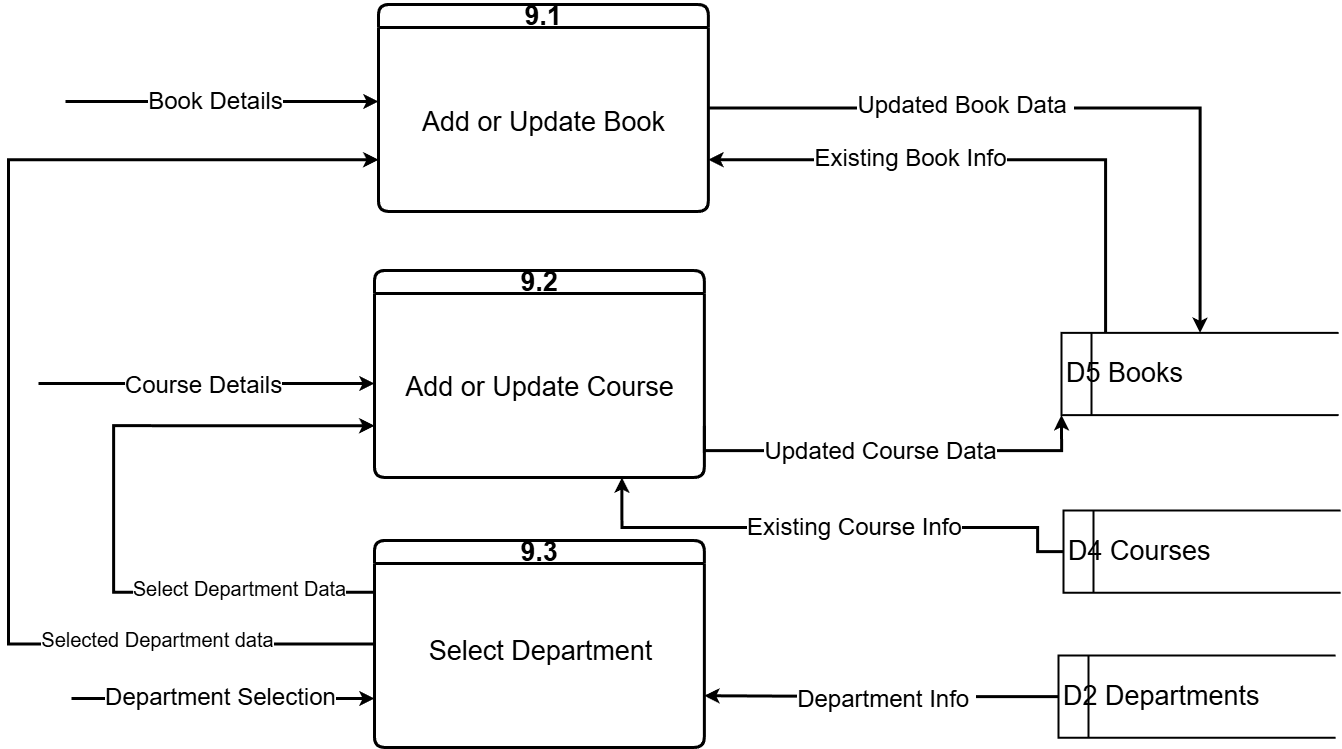 9.1
Book Details
Add or Update Book
Updated Book Data
Existing Book Info
9.2
Course Details
Add or Update Course
D5 Books
Updated Course Data
Existing Course Info
D4 Courses
9.3
Select Department Data
Selected Department data
Select Department
Department Selection
Department Info
D2 Departments